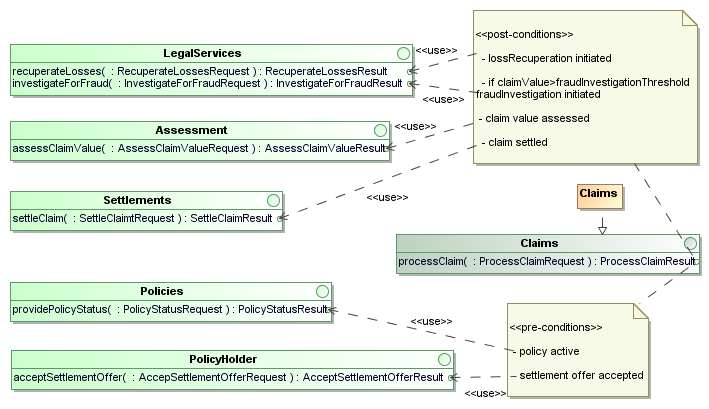 <<post-conditions>>
- lossRecuperation initiated
- if claimValue>fraudInvestigationThreshold
fraudInvestigation initiated
- claim value assessed
- claim settled
LegalServices
recuperateLosses( : RecuperateLossesRequest ) : RecuperateLossesResult
investigateForFraud( : InvestigateForFraudRequest ) : InvestigateForFraudResult
<<use>>
<<use>>
Assessment
assessClaimValue( : AssessClaimValueRequest ) : AssessClaimValueResult
<<use>>
Settlements
settleClaim( : SettleClaimtRequest ) : SettleClaimResult
<<use>>
Claims
Claims
processClaim( : ProcessClaimRequest ) : ProcessClaimResult
Policies
providePolicyStatus( : PolicyStatusRequest ) : PolicyStatusResult
<<use>>
<<pre-conditions>>
- policy active
- settlement offer accepted
PolicyHolder
acceptSettlementOffer( : AccepSettlementOfferRequest ) : AcceptSettlementOfferResult
<<use>>